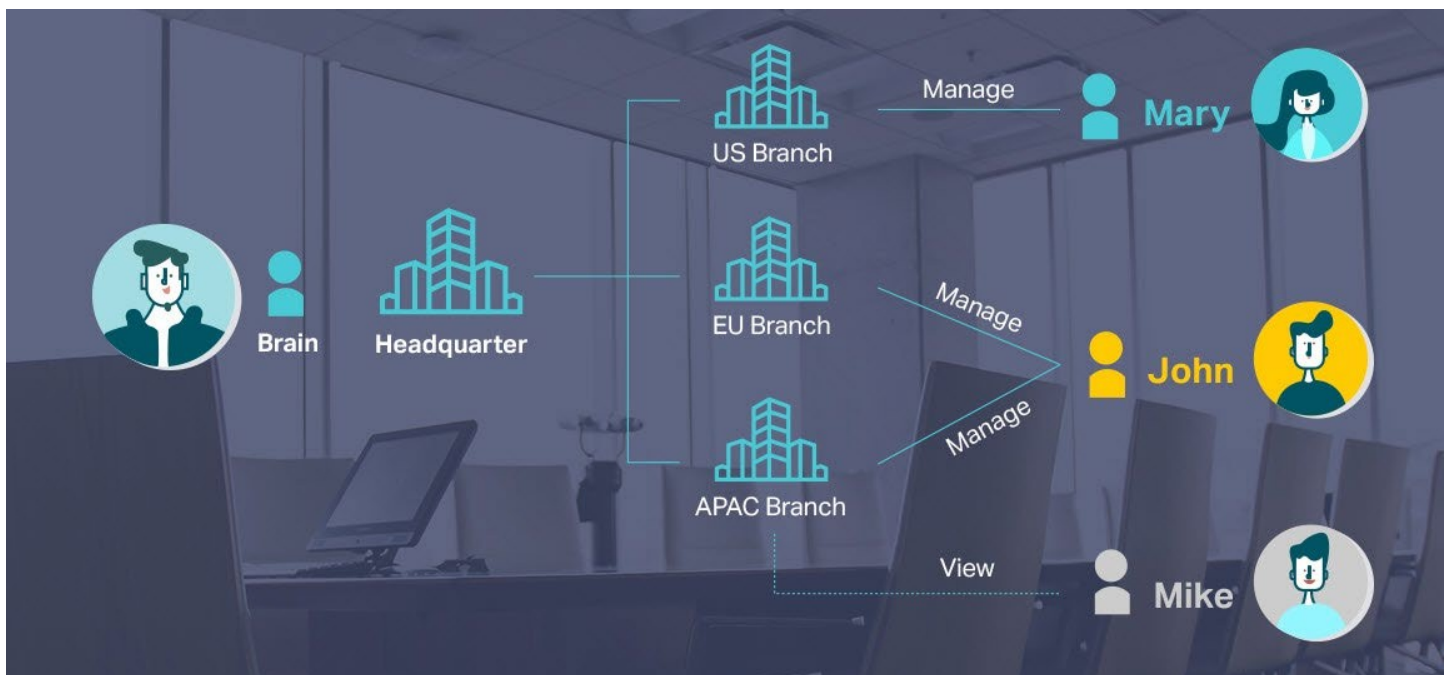 Manage
Mary
US Branch
Brain
Headquarter
EU Branch
Manage
John
Manage
APAC Branch
View
Mike